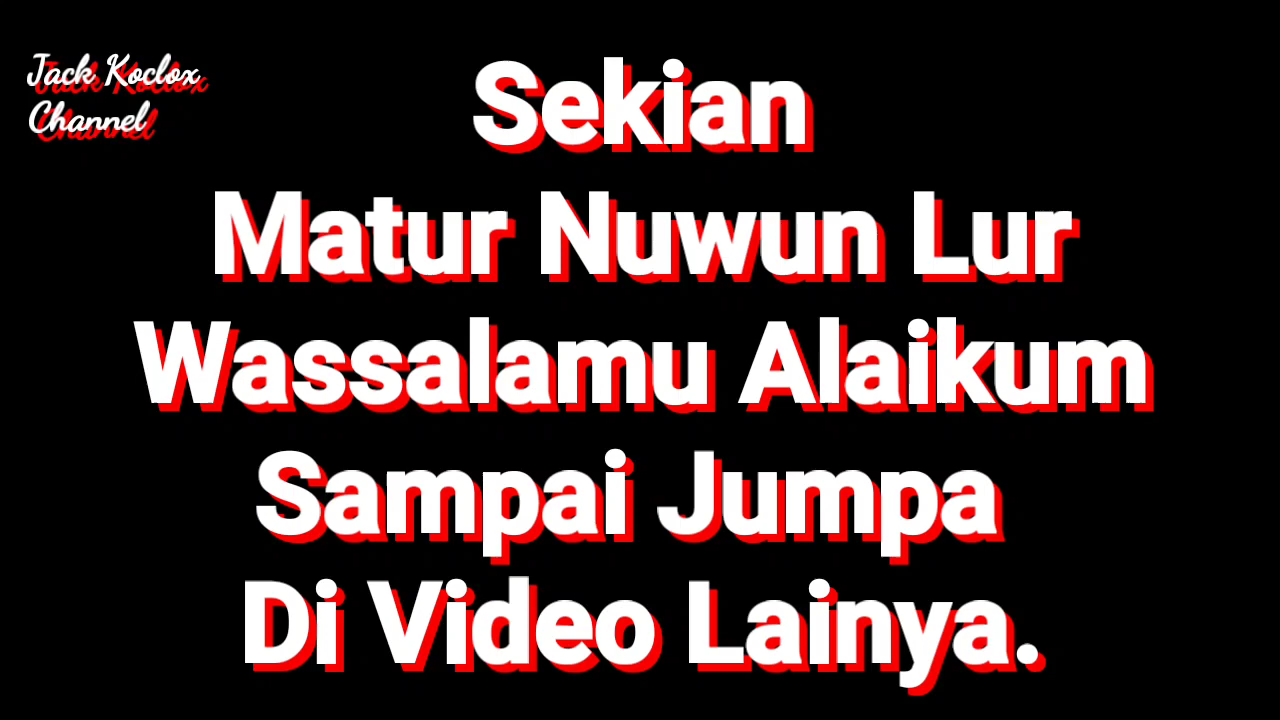 Jack Koclox
Channel
Sekian
Matur Nuwun Lur
Wassalamu Alaikum
Sampai Jumpa
Di Video Lainya.